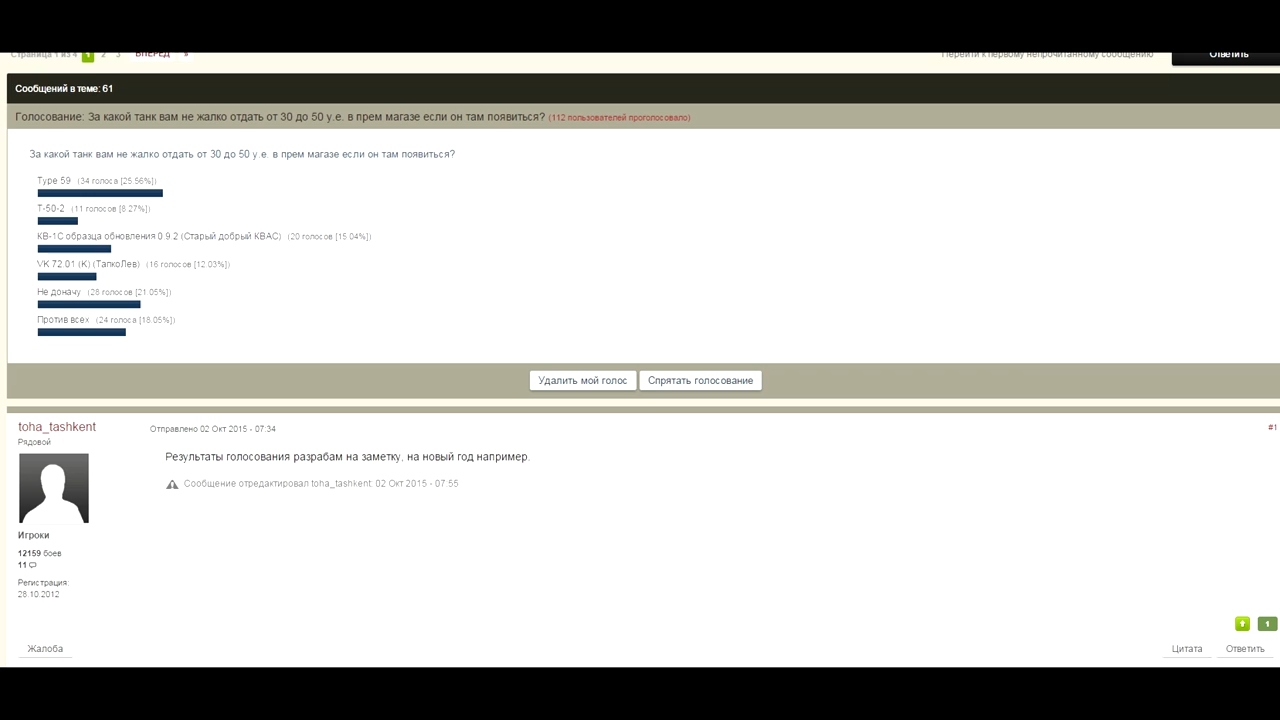 Страница 1 из 4 1 2 3 ВПЕРЕД »
Перейти к первому непрочитанному сообщению Ответить
Сообщений в теме: 61
Голосование: За какой танк вам не жалко отдать от 30 до 50 у.е. в прем магазе если он там появиться? (112 пользователей проголосовало)
За какой танк вам не жалко отдать от 30 до 50 у.е. в прем магазе если он там появиться?
Type 59 (34 голоса [25.56%])
Т-50-2 (11 голосов [8.27%])
КВ-1С образца обновления 0.9.2 (Старый добрый КВАС) (20 голосов [15.04%])
VK 72.01 (K) (ТапкоЛев) (16 голосов [12.03%])
Не доначу (28 голосов [21.05%])
Против всех (24 голоса [18.05%])
Удалить мой голос Спрятать голосование
toha_tashkent
Отправлено 02 Окт 2015 - 07:34
#1
Рядовой
Результаты голосования разрабам на заметку, на новый год например.
Сообщение отредактировал toha_tashkent: 02 Окт 2015 - 07:55
Игроки
12159 боев
11
Регистрация:
28.10.2012
1
Жалоба
Цитата Ответить